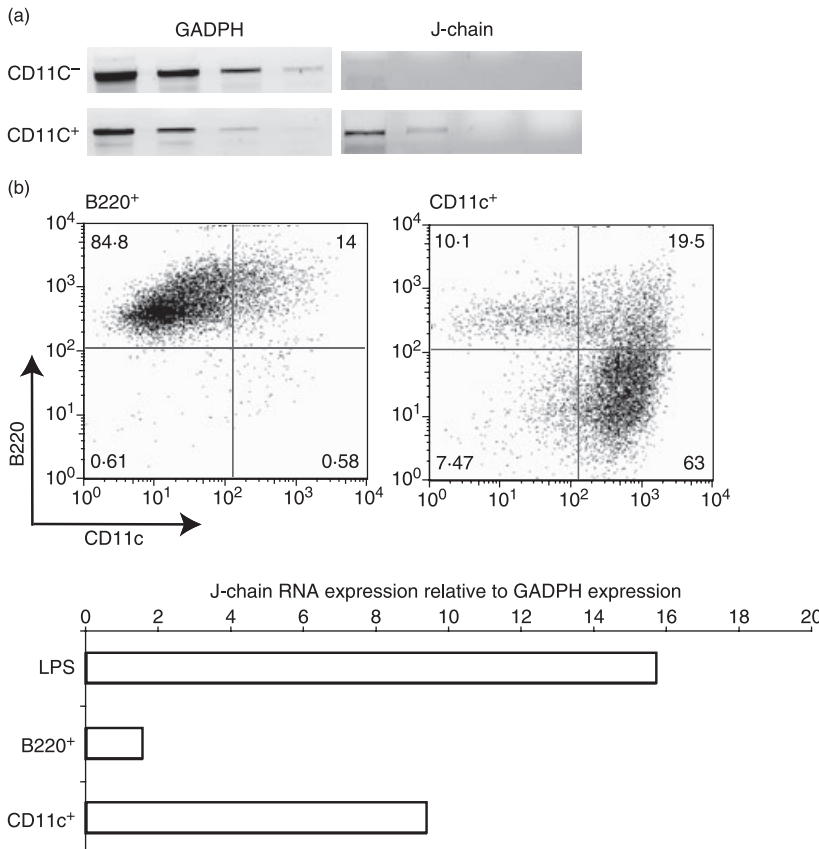 (a)
GADPH J-chain
CD11C⁻
CD11C⁺
(b)
B220⁺ CD11c⁺
10⁴ 84·8 14 10⁴ 10·1 19·5
10³ 10³
10² 10²
10¹ 10¹
10⁰ 0·61 0·58 10⁰ 7·47 63
10⁰ 10¹ 10² 10³ 10⁴ 10⁰ 10¹ 10² 10³ 10⁴
B220
CD11c
J-chain RNA expression relative to GADPH expression
0 2 4 6 8 10 12 14 16 18 20
LPS
B220⁺
CD11c⁺